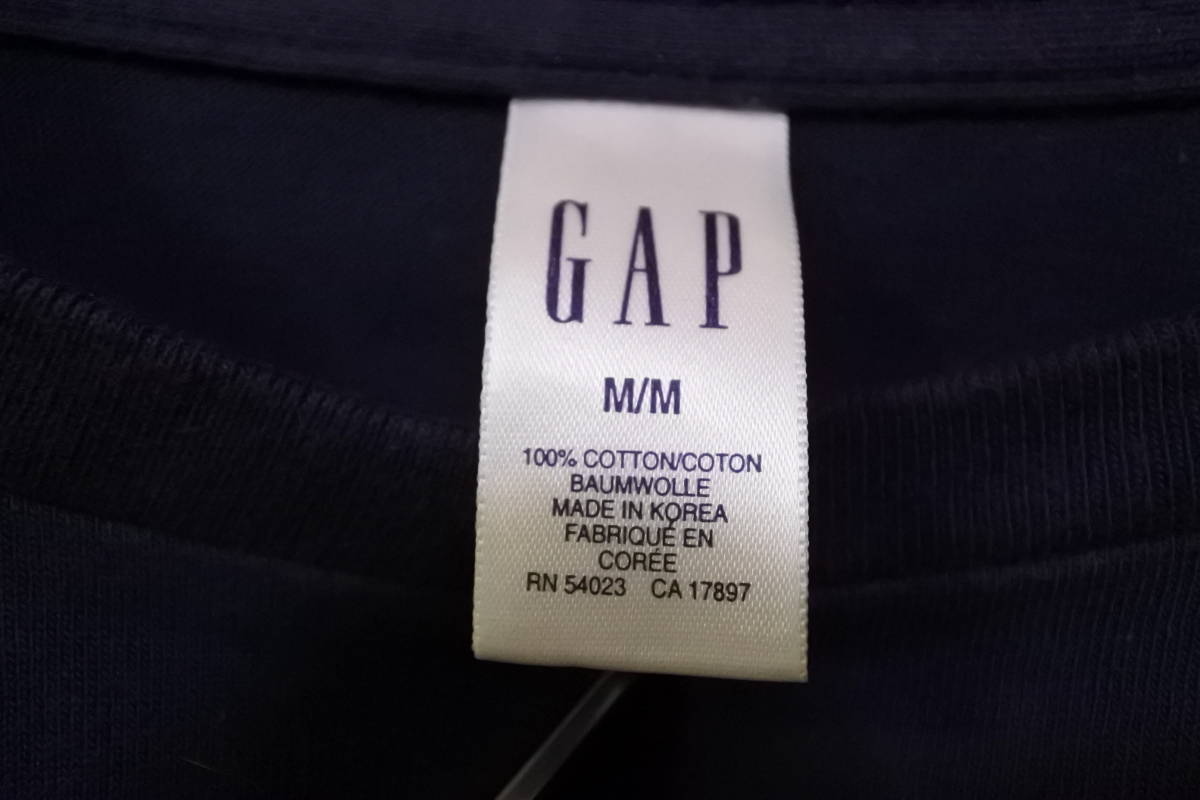 GAP
M/M
100% COTTON/COTON
BAUMWOLLE
MADE IN KOREA
FABRIQUÉ EN
CORÉE
RN 54023 CA 17897